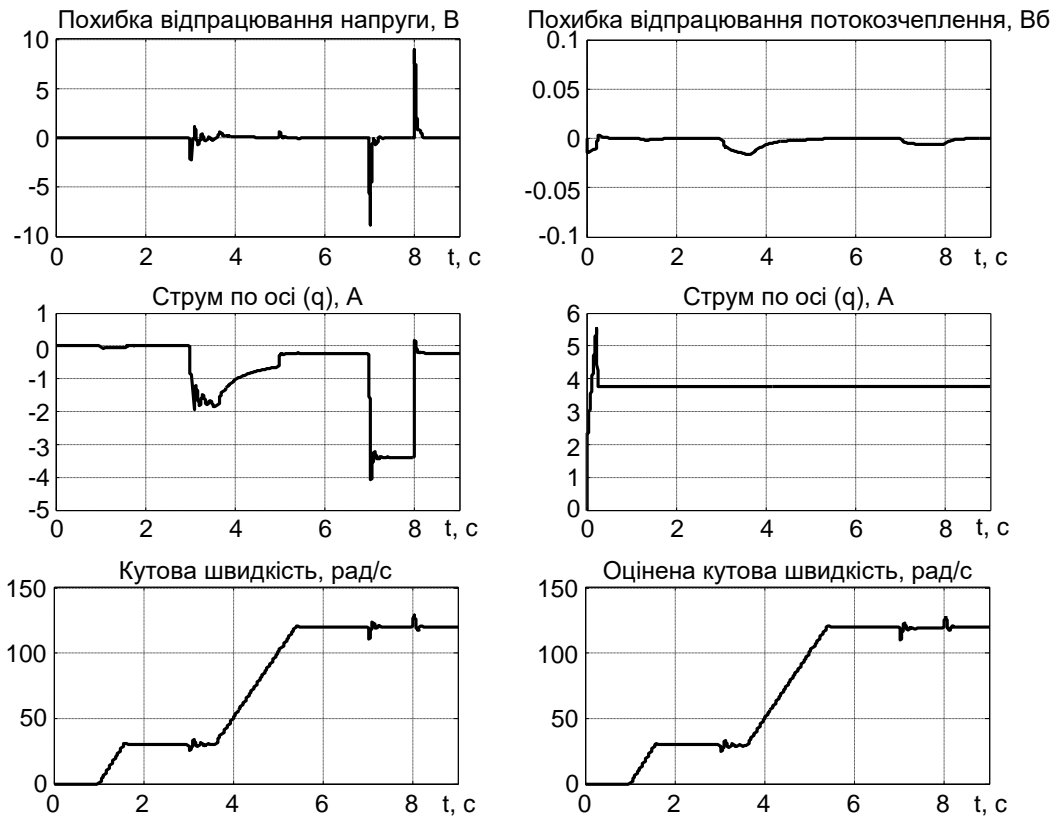 Похибка відпрацювання напруги, В
10
5
0
-5
-10
0 2 4 6 8 t, с
Похибка відпрацювання потокозчеплення, Вб
0.1
0.05
0
-0.05
-0.1
0 2 4 6 8 t, с
Струм по осі (q), А
1
0
-1
-2
-3
-4
-5
0 2 4 6 8 t, с
Струм по осі (q), А
6
5
4
3
2
1
0
0 2 4 6 8 t, с
Кутова швидкість, рад/с
150
100
50
0
0 2 4 6 8 t, с
Оцінена кутова швидкість, рад/с
150
100
50
0
0 2 4 6 8 t, с